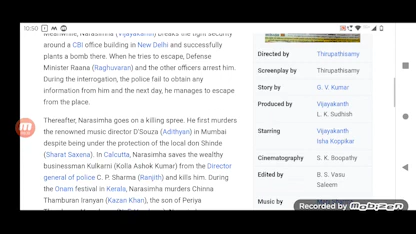 10:50
Meanwhile, Narasimha (Vijayakanth) breaks the tight security
around a CBI office building in New Delhi and successfully
plants a bomb there. When he tries to escape, Defense
Minister Raana (Raghuvaran) and the other officers arrest him.
During the interrogation, the police fail to obtain any
information from him and the next day, he manages to escape
from the place.
Thereafter, Narasimha goes on a killing spree. He first murders
the renowned music director D'Souza (Adithyan) in Mumbai
despite being under the protection of the local don Shinde
(Sharat Saxena). In Calcutta, Narasimha saves the wealthy
businessman Kulkarni (Kolla Ashok Kumar) from the Director
general of police C. P. Sharma (Ranjith) and kills him. During
the Onam festival in Kerala, Narasimha murders Chinna
Thamburan Iranyan (Kazan Khan), the son of Periya
Directed by Thirupathisamy
Screenplay by Thirupathisamy
Story by G. V. Kumar
Produced by Vijayakanth
L. K. Sudhish
Starring Vijayakanth
Isha Koppikar
Cinematography S. K. Boopathy
Edited by B. S. Vasu
Saleem
Music by
Recorded by mobizen